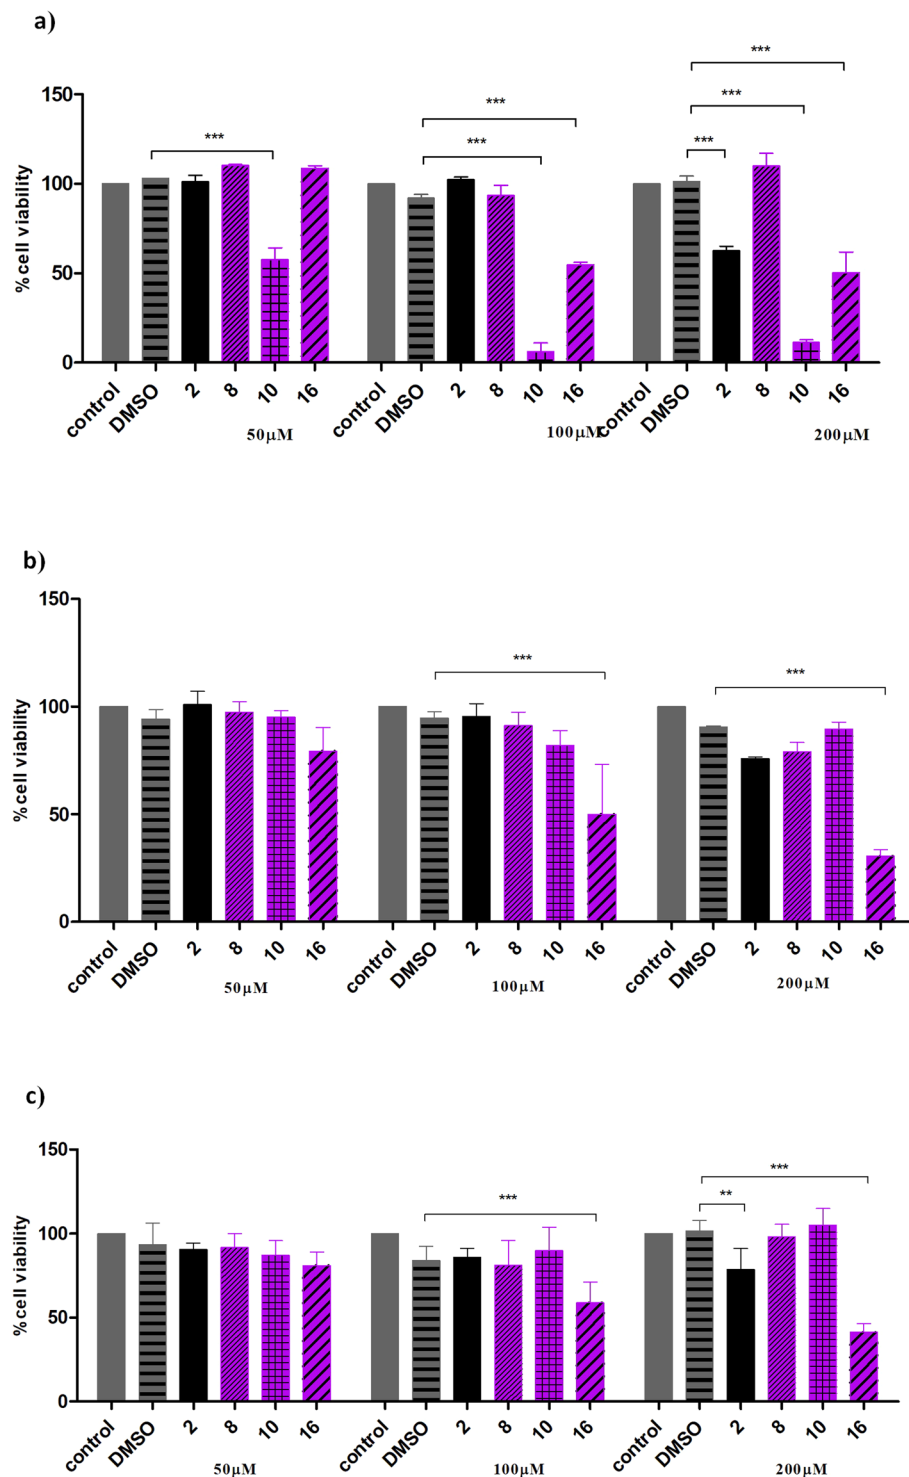 a)
***
***
***
***
***
***
150
100
50
0
%cell viability
control DMSO 2 8 10 16 control DMSO 2 8 10 16 control DMSO 2 8 10 16
50μM 100μM 200μM
b)
***
***
150
100
50
0
%cell viability
control DMSO 2 8 10 16 control DMSO 2 8 10 16 control DMSO 2 8 10 16
50μM 100μM 200μM
c)
***
***
**
150
100
50
0
%cell viability
control DMSO 2 8 10 16 control DMSO 2 8 10 16 control DMSO 2 8 10 16
50μM 100μM 200μM